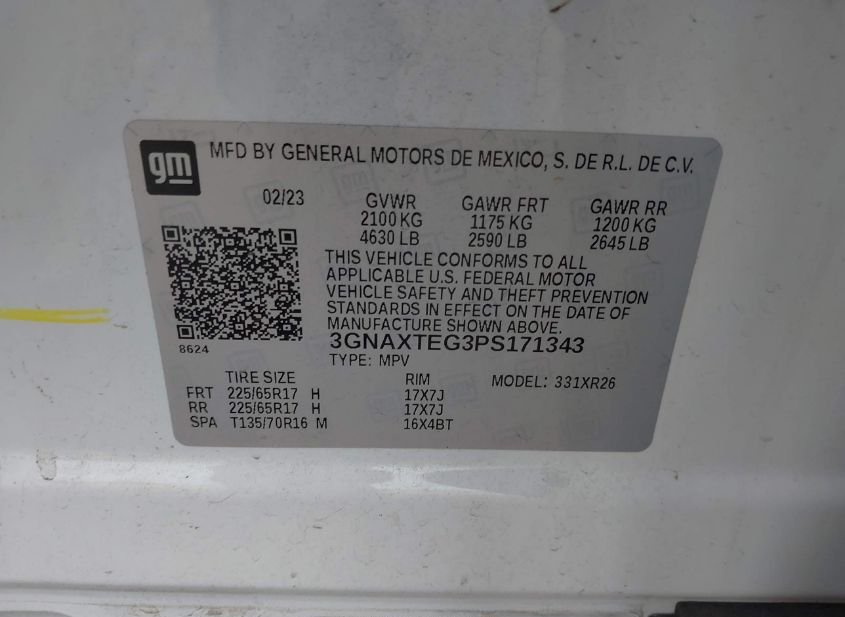 gm MFD BY GENERAL MOTORS DE MEXICO, S. DE R.L. DE C.V.
02/23 GVWR GAWR FRT GAWR RR
2100 KG 1175 KG 1200 KG
4630 LB 2590 LB 2645 LB
THIS VEHICLE CONFORMS TO ALL
APPLICABLE U.S. FEDERAL MOTOR
VEHICLE SAFETY AND THEFT PREVENTION
STANDARDS IN EFFECT ON THE DATE OF
MANUFACTURE SHOWN ABOVE.
8624 3GNAXTEG3PS171343
TYPE: MPV
TIRE SIZE RIM MODEL: 331XR26
FRT 225/65R17 H 17X7J
RR 225/65R17 H 17X7J
SPA T135/70R16 M 16X4BT